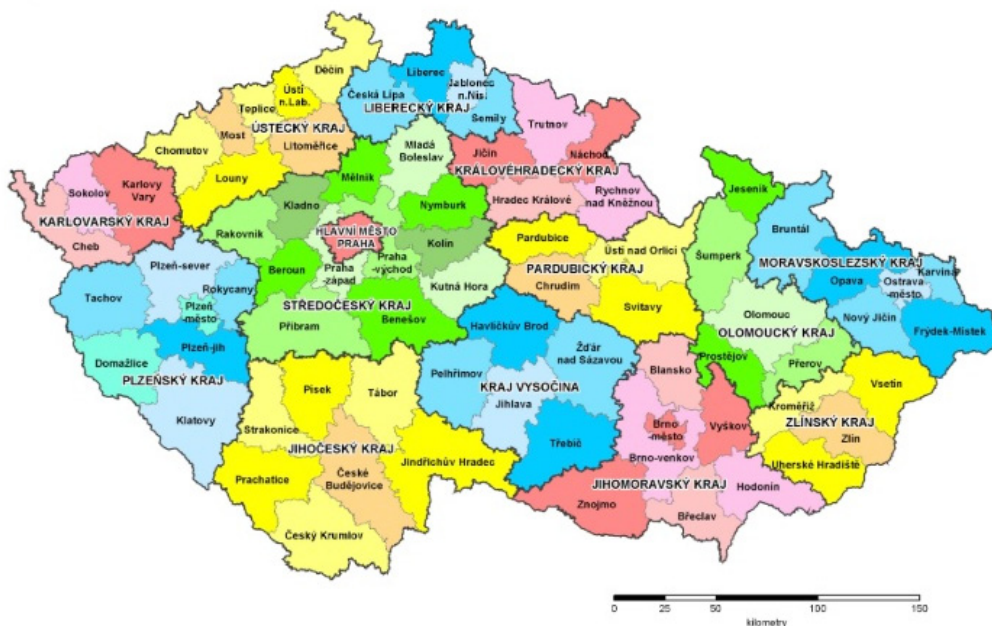 Děčín
Liberec
Ústí
n.Lab.
Jablonec
n.Nis.
Česká Lípa
Teplice
LIBERECKÝ KRAJ
Semily
Trutnov
Most
ÚSTECKÝ KRAJ
Litoměřice
Chomutov
Mladá
Boleslav
Jičín
Náchod
KRÁLOVÉHRADECKÝ KRAJ
Louny
Mělník
Jeseník
Sokolov
Karlovy
Vary
Rychnov
nad Kněžnou
Hradec Králové
Nymburk
Kladno
KARLOVARSKÝ KRAJ
Bruntál
HLAVNÍ MĚSTO
PRAHA
Rakovník
Kolín
Pardubice
Cheb
Ústí nad Orlicí
Šumperk
Plzeň-sever
Praha
-východ
MORAVSKOSLEZSKÝ KRAJ
Beroun
Praha
-západ
PARDUBICKÝ KRAJ
Karviná
Opava
Ostrava
-město
Rokycany
Kutná Hora
Chrudim
Tachov
Plzeň
-město
STŘEDOČESKÝ KRAJ
Svitavy
Olomouc
Nový Jičín
Příbram
Benešov
Havlíčkův Brod
OLOMOUCKÝ KRAJ
Frýdek-Místek
Plzeň-jih
Žďár
nad Sázavou
Domažlice
Prostějov
Přerov
PLZEŇSKÝ KRAJ
Pelhřimov
Blansko
Vsetín
Písek
Tábor
KRAJ VYSOČINA
Klatovy
Jihlava
Kroměříž
ZLÍNSKÝ KRAJ
Strakonice
Brno
-město
Vyškov
Zlín
Třebíč
JIHOČESKÝ KRAJ
Brno-venkov
Jindřichův Hradec
Uherské Hradiště
Prachatice
České
Budějovice
JIHOMORAVSKÝ KRAJ
Hodonín
Znojmo
Břeclav
Český Krumlov
0 25 50 100 150
kilometry